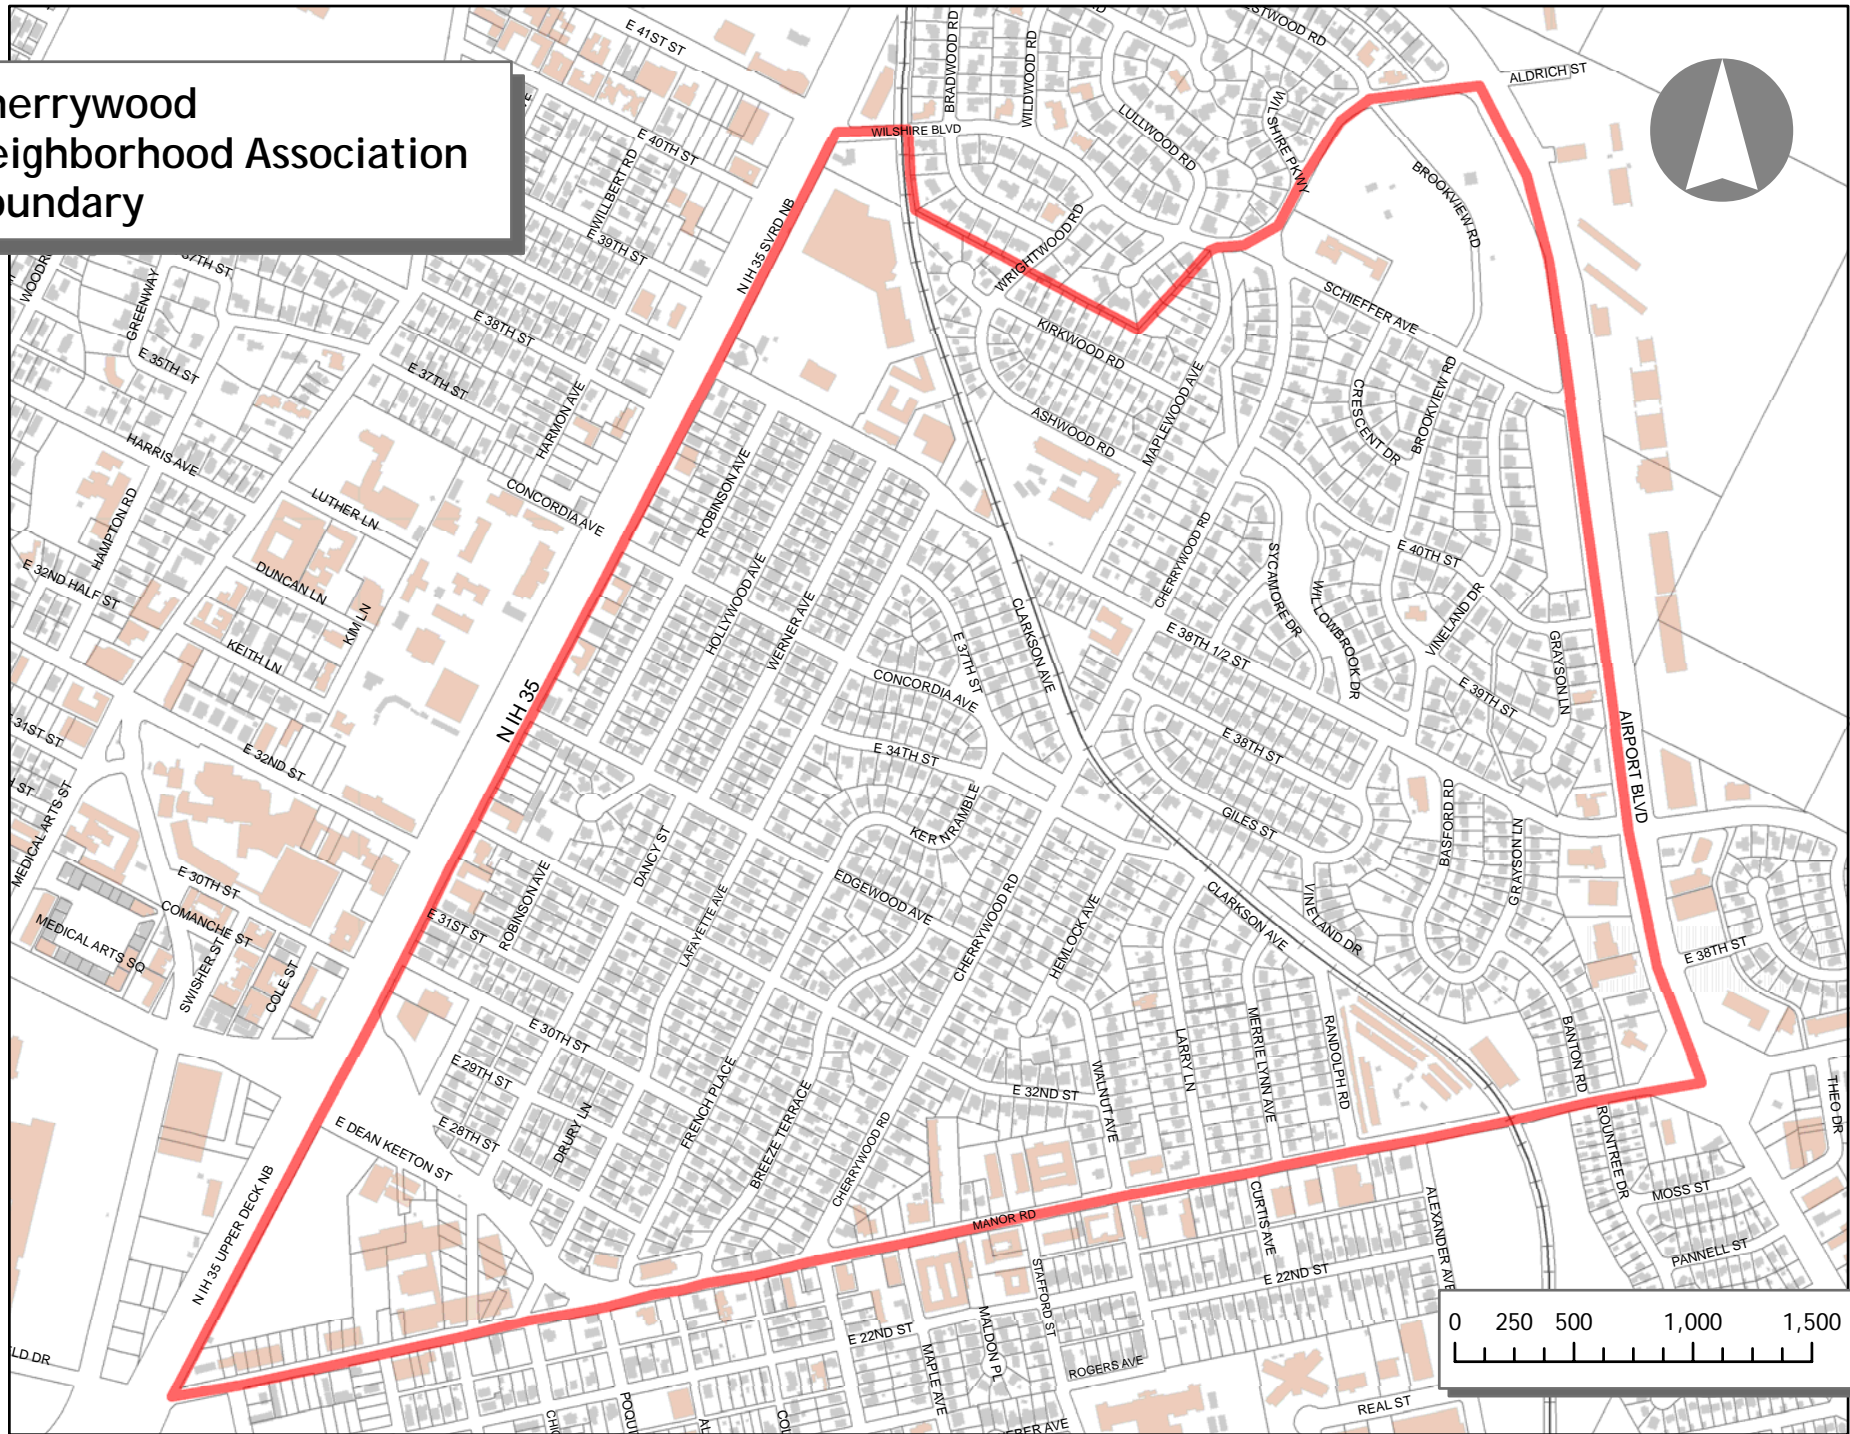 herrywood
eighborhood Association
oundary
E 41ST ST
BRADWOOD RD
WILDWOOD RD
STWOOD RD
ALDRICH ST
WILSHIRE BLVD
LULLWOOD RD
WILSHIRE PKWY
BROOKVIEW RD
E 40TH ST
WILLBERT RD
E 39TH ST
N IH 35 SVRD NB
WRIGHTWOOD RD
37TH ST
GREENWAY
E 38TH ST
E 35TH ST
E 37TH ST
HARMON AVE
KIRKWOOD RD
SCHIEFFER AVE
MAPLEWOOD AVE
ASHWOOD RD
CRESCENT DR
BROOKVIEW RD
HARRIS AVE
HAMPTON RD
LUTHER LN
CONCORDIA AVE
ROBINSON AVE
E 32ND HALF ST
DUNCAN LN
KIM LN
KEITH LN
HOLLYWOOD AVE
WERNER AVE
CHERRYWOOD RD
SYCAMORE DR
WILLOWBROOK DR
E 40TH ST
VINELAND DR
GRAYSON LN
E 37TH ST
CLARKSON AVE
E 38TH 1/2 ST
CONCORDIA AVE
E 39TH ST
N IH 35
31ST ST
E 32ND ST
H ST
MEDICAL ARTS ST
E 34TH ST
E 38TH ST
AIRPORT BLVD
KERN RAMBLE
GILES ST
BASFORD RD
GRAYSON LN
DANCY ST
LAFAYETTE AVE
EDGEWOOD AVE
CHERRYWOOD RD
HEMLOCK AVE
CLARKSON AVE
VINELAND DR
E 38TH ST
E 30TH ST
COMANCHE ST
MEDICAL ARTS SQ
SWISHER ST
COLE ST
E 31ST ST
ROBINSON AVE
E 30TH ST
E 29TH ST
E 28TH ST
DRURY LN
FRENCH PLACE
BREEZE TERRACE
CHERRYWOOD RD
E 32ND ST
WALNUT AVE
LARRY LN
MERRIE LYNN AVE
RANDOLPH RD
BANTON RD
ROUNTREE DR
THEO DR
E DEAN KEETON ST
N IH 35 UPPER DECK NB
MANOR RD
MOSS ST
PANNELL ST
CURTIS AVE
ALEXANDER AVE
E 22ND ST
STAFFORD ST
MALDON PL
E 22ND ST
MAPLE AVE
ROGERS AVE
REAL ST
LD DR
POQUI
0 250 500 1,000 1,500